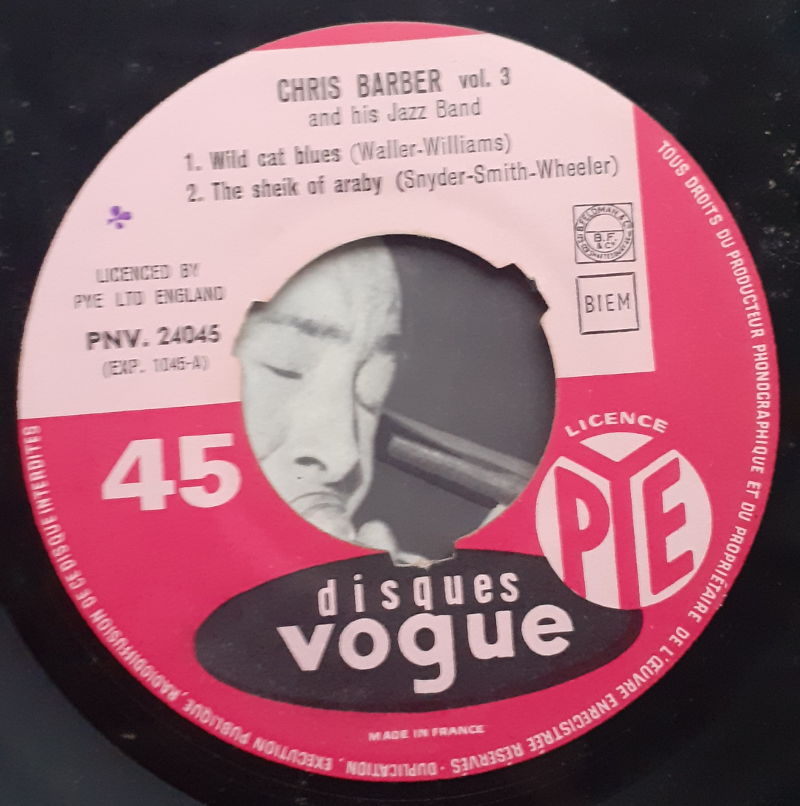 CHRIS BARBER vol. 3
and his Jazz Band
1. Wild cat blues (Waller-Williams)
2. The sheik of araby (Snyder-Smith-Wheeler)
LICENCED BY
PYE LTD ENGLAND
PNV. 24045
(EXP. 1045-A)
B. FELDMAN & Co
B.F.
& Co
BIEM
45
LICENCE
PYE
disques
vogue
MADE IN FRANCE
TOUS DROITS DU PRODUCTEUR PHONOGRAPHIQUE ET DU PROPRIÉTAIRE DE L'ŒUVRE ENREGISTRÉE RÉSERVÉS - DUPLICATION, EXÉCUTION PUBLIQUE, RADIODIFFUSION DE CE DISQUE INTERDITES